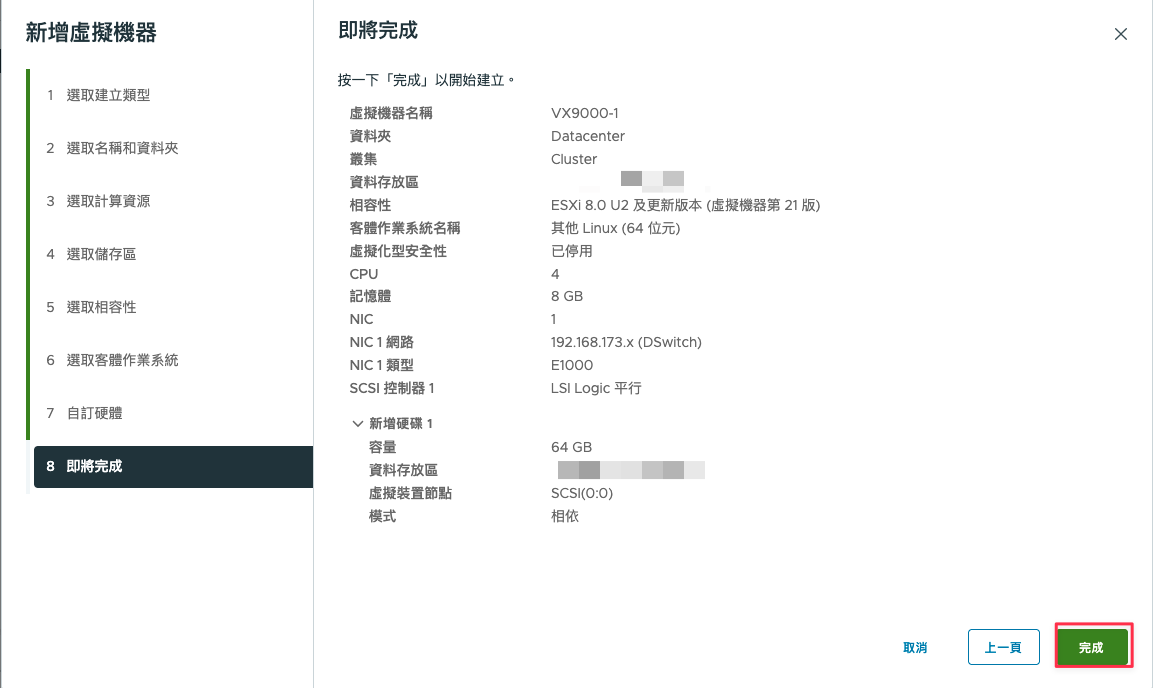 新增虛擬機器
1 選取建立類型
2 選取名稱和資料夾
3 選取計算資源
4 選取儲存區
5 選取相容性
6 選取客體作業系統
7 自訂硬體
8 即將完成
即將完成
按一下「完成」以開始建立。
虛擬機器名稱 VX9000-1
資料夾 Datacenter
叢集 Cluster
資料存放區
相容性 ESXi 8.0 U2 及更新版本 (虛擬機器第 21 版)
客體作業系統名稱 其他 Linux (64 位元)
虛擬化型安全性 已停用
CPU 4
記憶體 8 GB
NIC 1
NIC 1 網路 192.168.173.x (DSwitch)
NIC 1 類型 E1000
SCSI 控制器 1 LSI Logic 平行
新增硬碟 1
容量 64 GB
資料存放區
虛擬裝置節點 SCSI(0:0)
模式 相依
取消 上一頁 完成